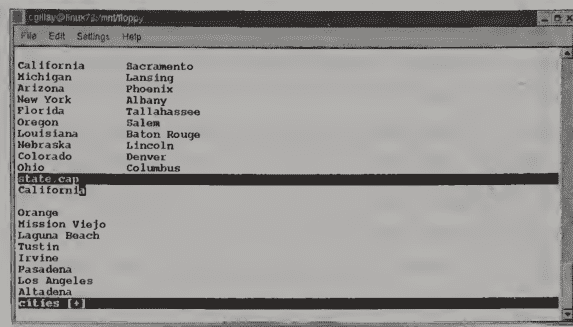 cgillay@linux72:/mnt/floppy
File Edit Settings Help
California Sacramento
Michigan Lansing
Arizona Phoenix
New York Albany
Florida Tallahassee
Oregon Salem
Louisiana Baton Rouge
Nebraska Lincoln
Colorado Denver
Ohio Columbus
state.cap
California
Orange
Mission Viejo
Laguna Beach
Tustin
Irvine
Pasadena
Los Angeles
Altadena
cities [+]